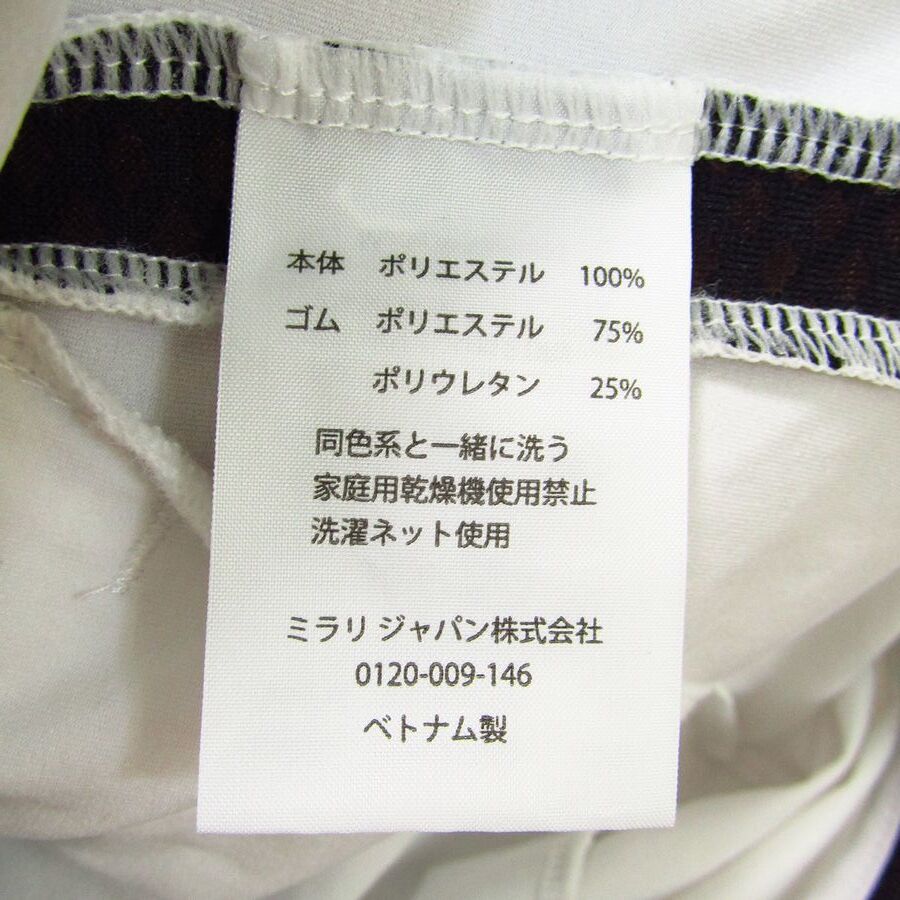 本体 ポリエステル 100%
ゴム ポリエステル 75%
ポリウレタン 25%
同色系と一緒に洗う
家庭用乾燥機使用禁止
洗濯ネット使用
ミラリ ジャパン株式会社
0120-009-146
ベトナム製